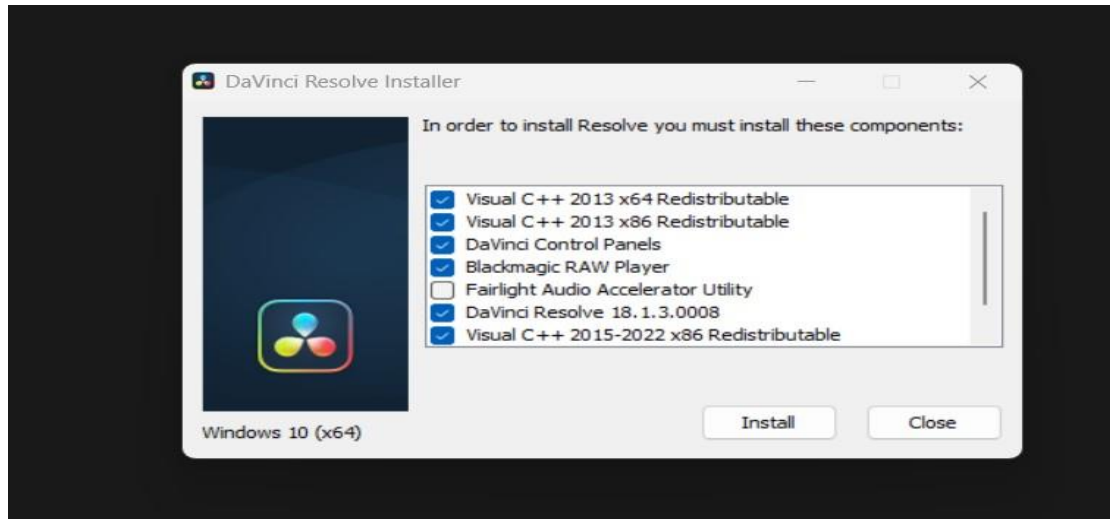 DaVinci Resolve Installer
In order to install Resolve you must install these components:
Visual C++ 2013 x64 Redistributable
Visual C++ 2013 x86 Redistributable
DaVinci Control Panels
Blackmagic RAW Player
Fairlight Audio Accelerator Utility
DaVinci Resolve 18.1.3.0008
Visual C++ 2015-2022 x86 Redistributable
Windows 10 (x64)
Install
Close